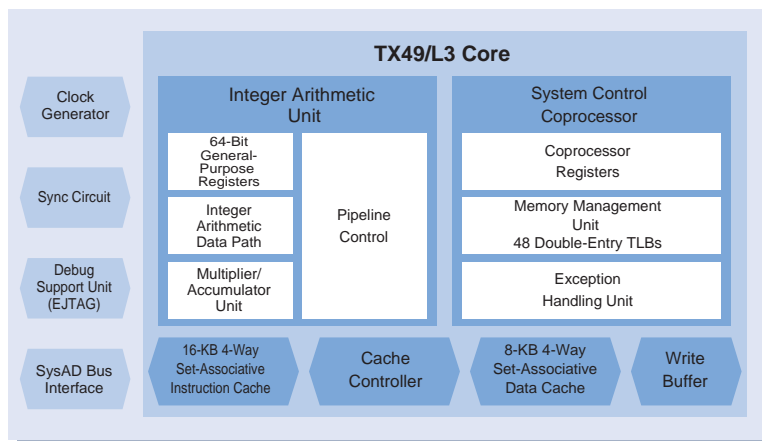 TX49/L3 Core
Clock
Generator
Sync Circuit
Debug
Support Unit
(EJTAG)
SysAD Bus
Interface
Integer Arithmetic
Unit
64-Bit
General-
Purpose
Registers
Integer
Arithmetic
Data Path
Multiplier/
Accumulator
Unit
Pipeline
Control
System Control
Coprocessor
Coprocessor
Registers
Memory Management
Unit
48 Double-Entry TLBs
Exception
Handling Unit
16-KB 4-Way
Set-Associative
Instruction Cache
Cache
Controller
8-KB 4-Way
Set-Associative
Data Cache
Write
Buffer